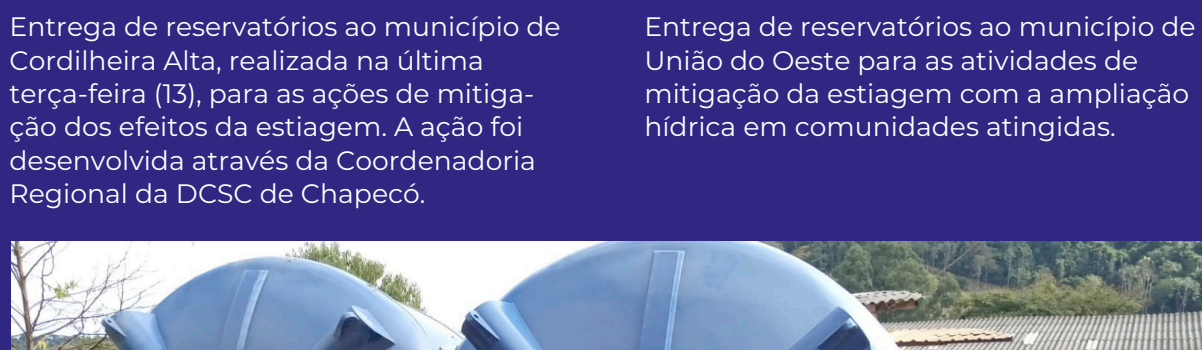 Entrega de reservatórios ao município de
Cordilheira Alta, realizada na última
terça-feira (13), para as ações de mitiga-
ção dos efeitos da estiagem. A ação foi
desenvolvida através da Coordenadoria
Regional da DCSC de Chapecó.
Entrega de reservatórios ao município de
União do Oeste para as atividades de
mitigação da estiagem com a ampliação
hídrica em comunidades atingidas.